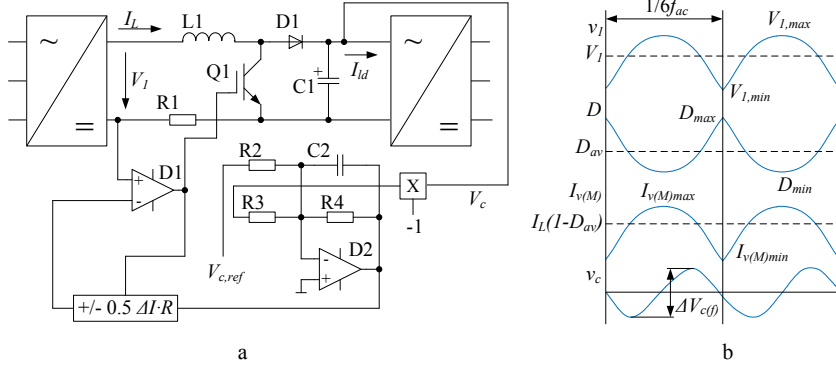 I_L
L1
D1
~
V_1
Q1
+
C1
I_ld
~
=
R1
=
R2
C2
+
-
D1
R3
R4
X
V_c
-1
D2
-
+
V_c,ref
+/- 0.5 ΔI·R
a
1/6f_ac
v_1
V_1,max
V_1
V_1,min
D
D_max
D_av
D_min
I_v(M)
I_v(M)max
I_L(1-D_av)
I_v(M)min
v_c
ΔV_c(f)
b